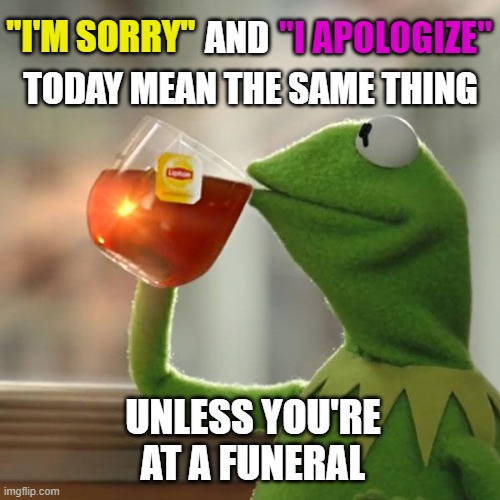 "I'M SORRY" AND "I APOLOGIZE"
TODAY MEAN THE SAME THING
Lipton
UNLESS YOU'RE
AT A FUNERAL
imgflip.com